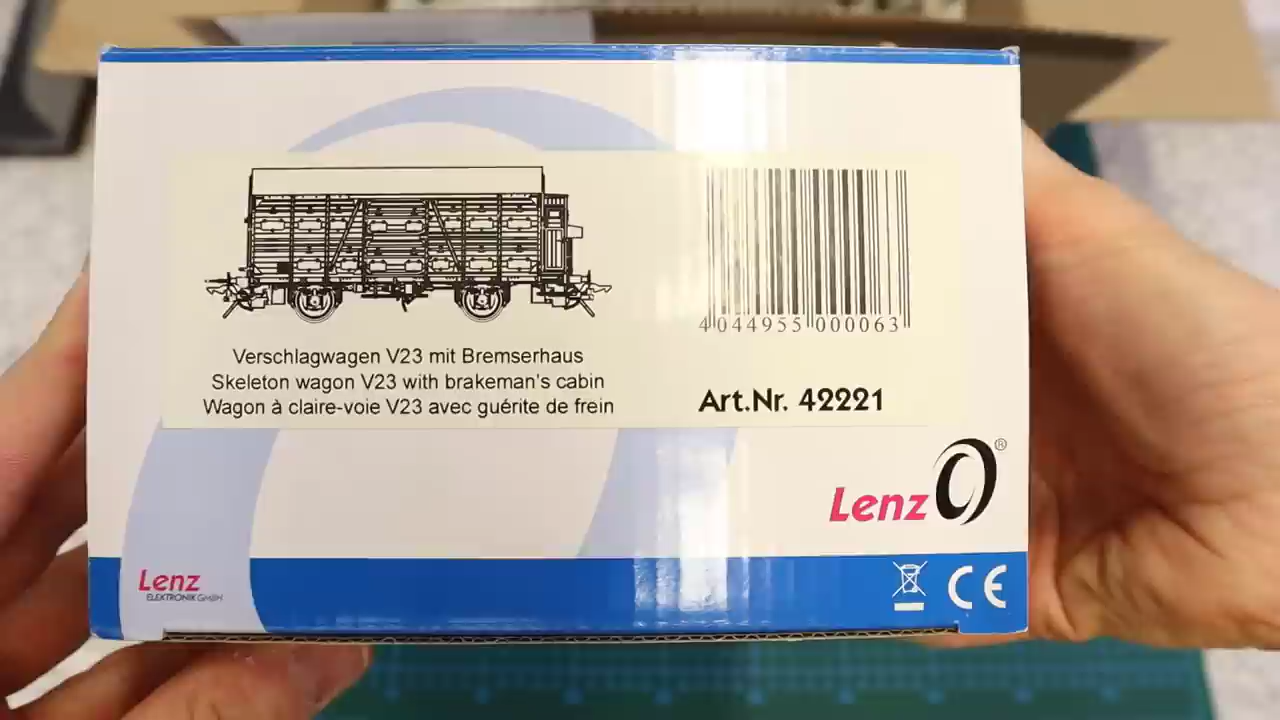 4 044955 000063
Verschlagwagen V23 mit Bremserhaus
Skeleton wagon V23 with brakeman's cabin
Wagon à claire-voie V23 avec guérite de frein
Art.Nr. 42221
Lenz O ®
Lenz
ELEKTRONIK GmbH
CE